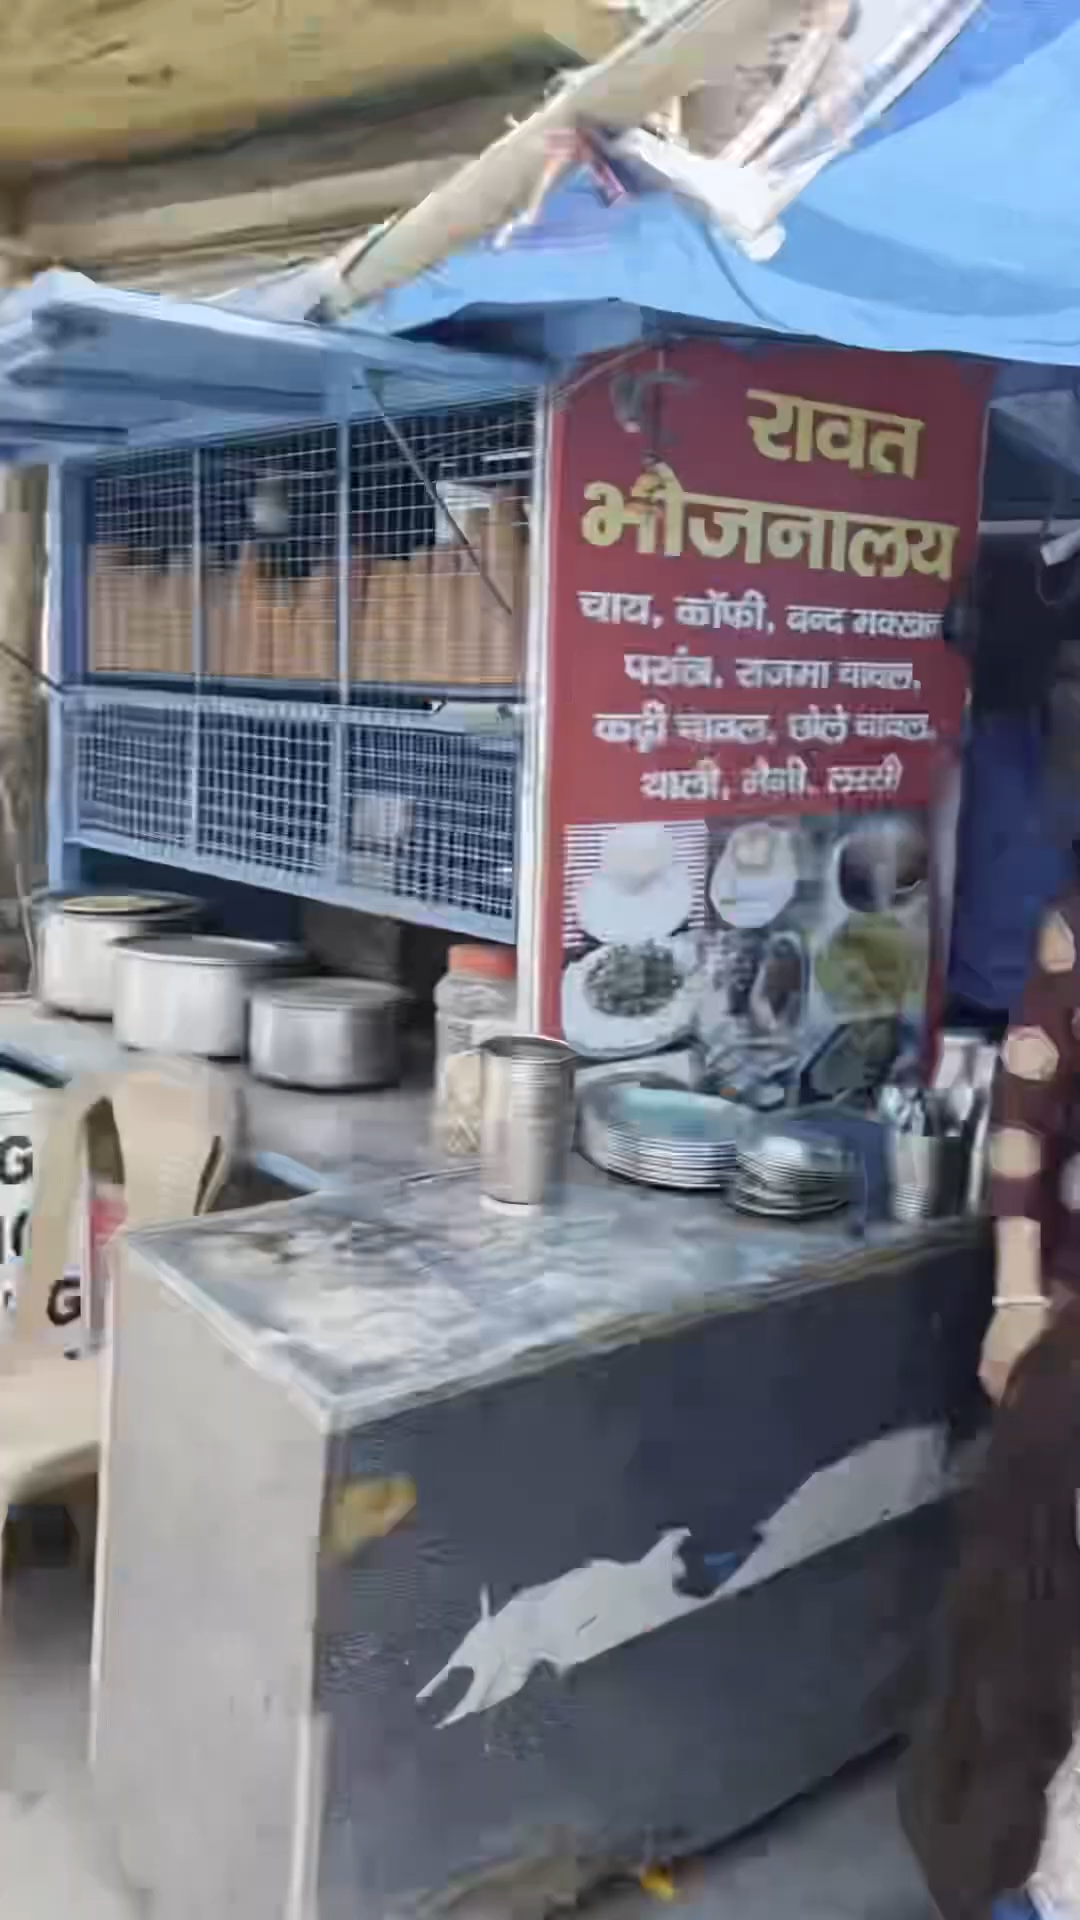 रावत
भोजनालय
चाय, कॉफी, बन्द मक्खन
परांठा, राजमा चावल,
कढ़ी चावल, छोले चावल,
थाली, मैगी, लस्सी
G
G